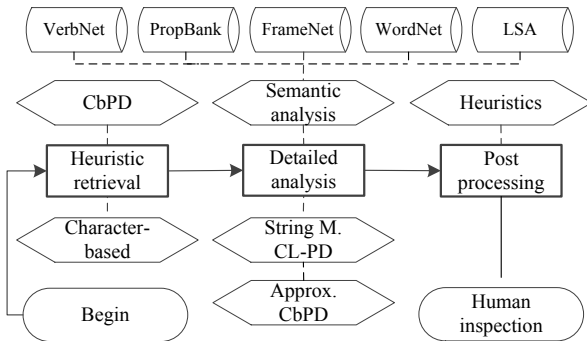 VerbNet PropBank FrameNet WordNet LSA
CbPD
Semantic
analysis
Heuristics
Heuristic
retrieval
Detailed
analysis
Post
processing
Character-
based
String M.
CL-PD
Approx.
CbPD
Begin
Human
inspection